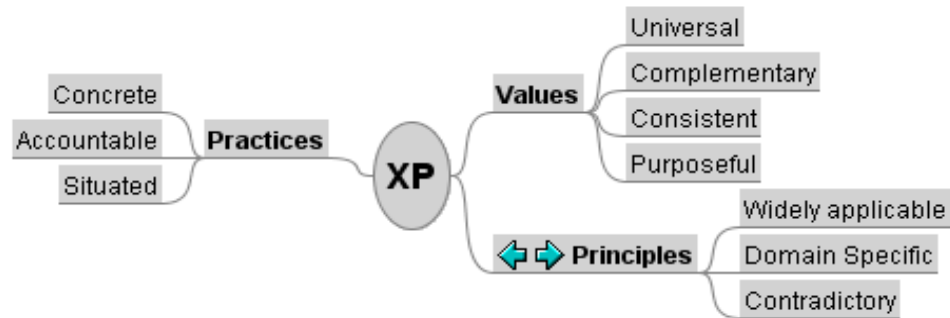 Concrete
Accountable
Situated
Practices
XP
Values
Universal
Complementary
Consistent
Purposeful
Principles
Widely applicable
Domain Specific
Contradictory